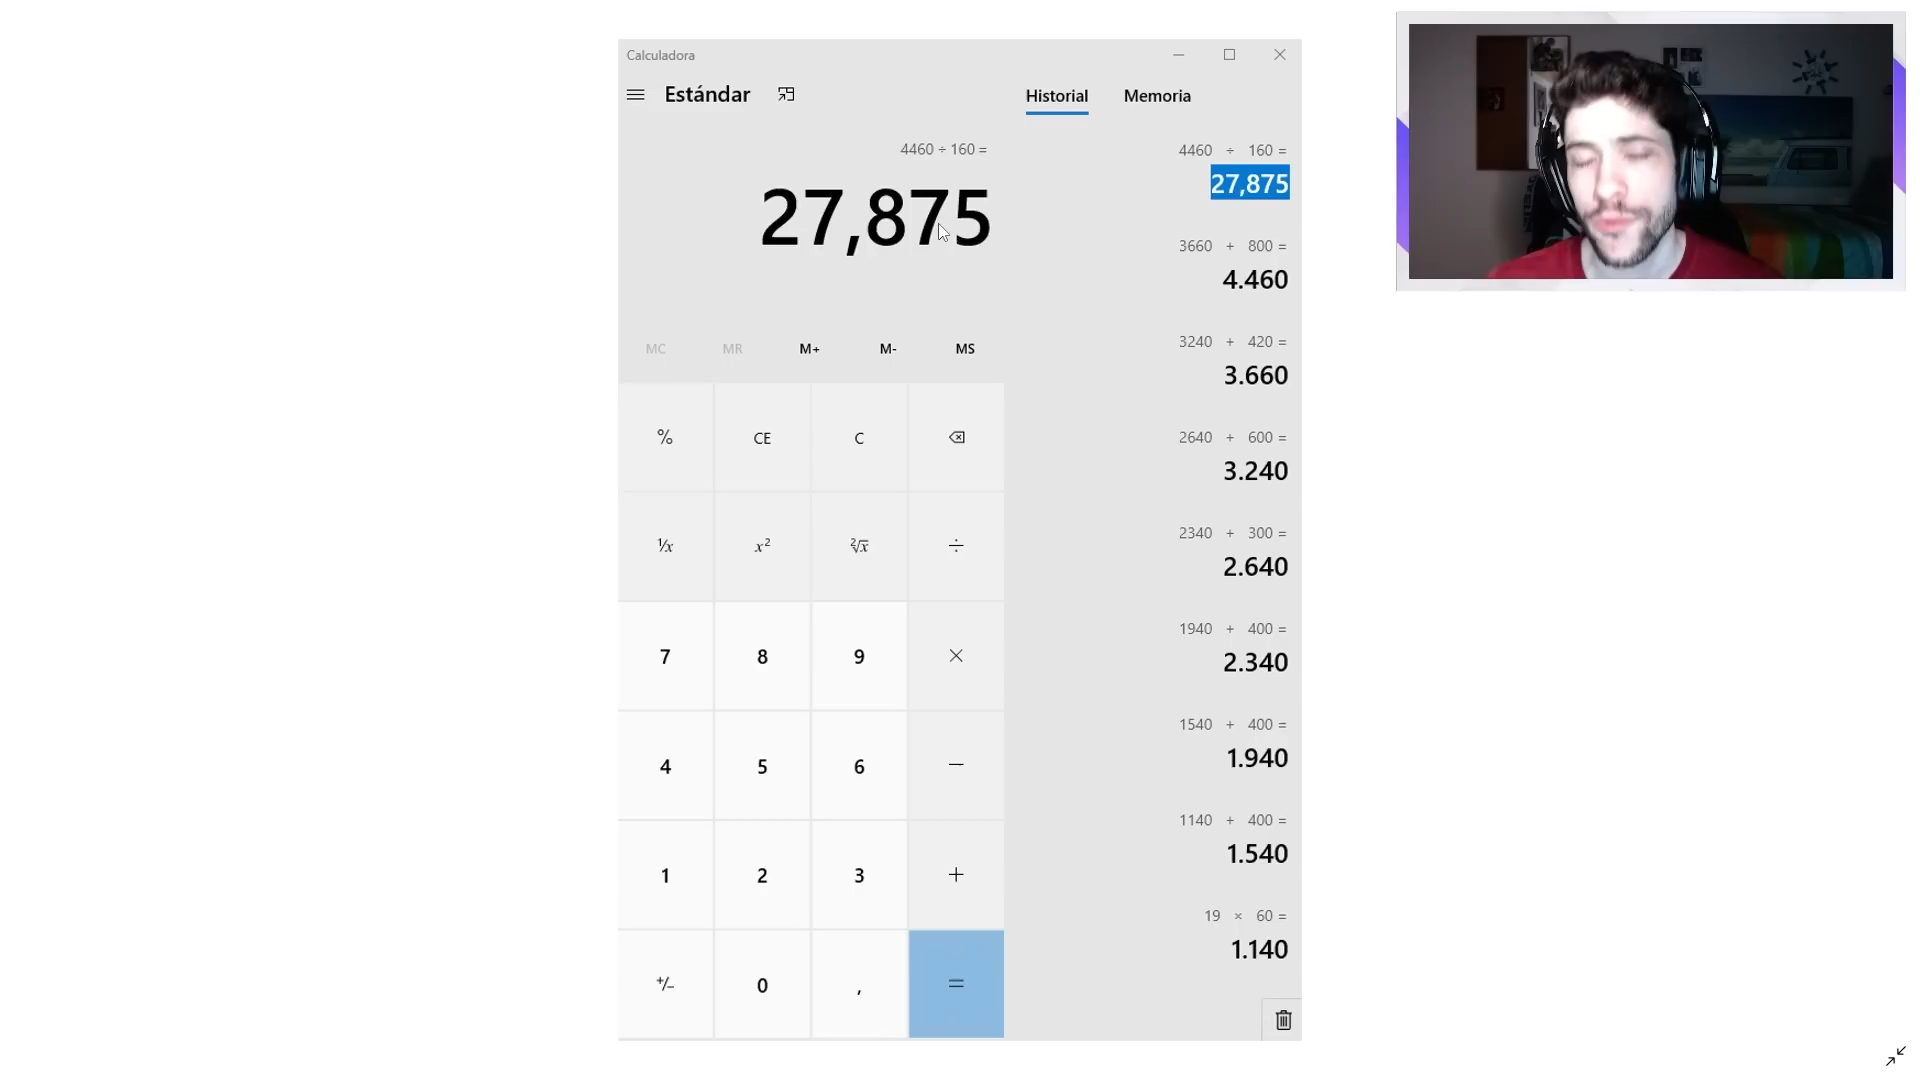 Calculadora
Estándar
Historial Memoria
4460 ÷ 160 =
27,875
MC MR M+ M- MS
% CE C
¹/x x² ²√x ÷
7 8 9 ×
4 5 6 −
1 2 3 +
+/− 0 , =
4460 ÷ 160 =
27,875
3660 + 800 =
4.460
3240 + 420 =
3.660
2640 + 600 =
3.240
2340 + 300 =
2.640
1940 + 400 =
2.340
1540 + 400 =
1.940
1140 + 400 =
1.540
19 × 60 =
1.140